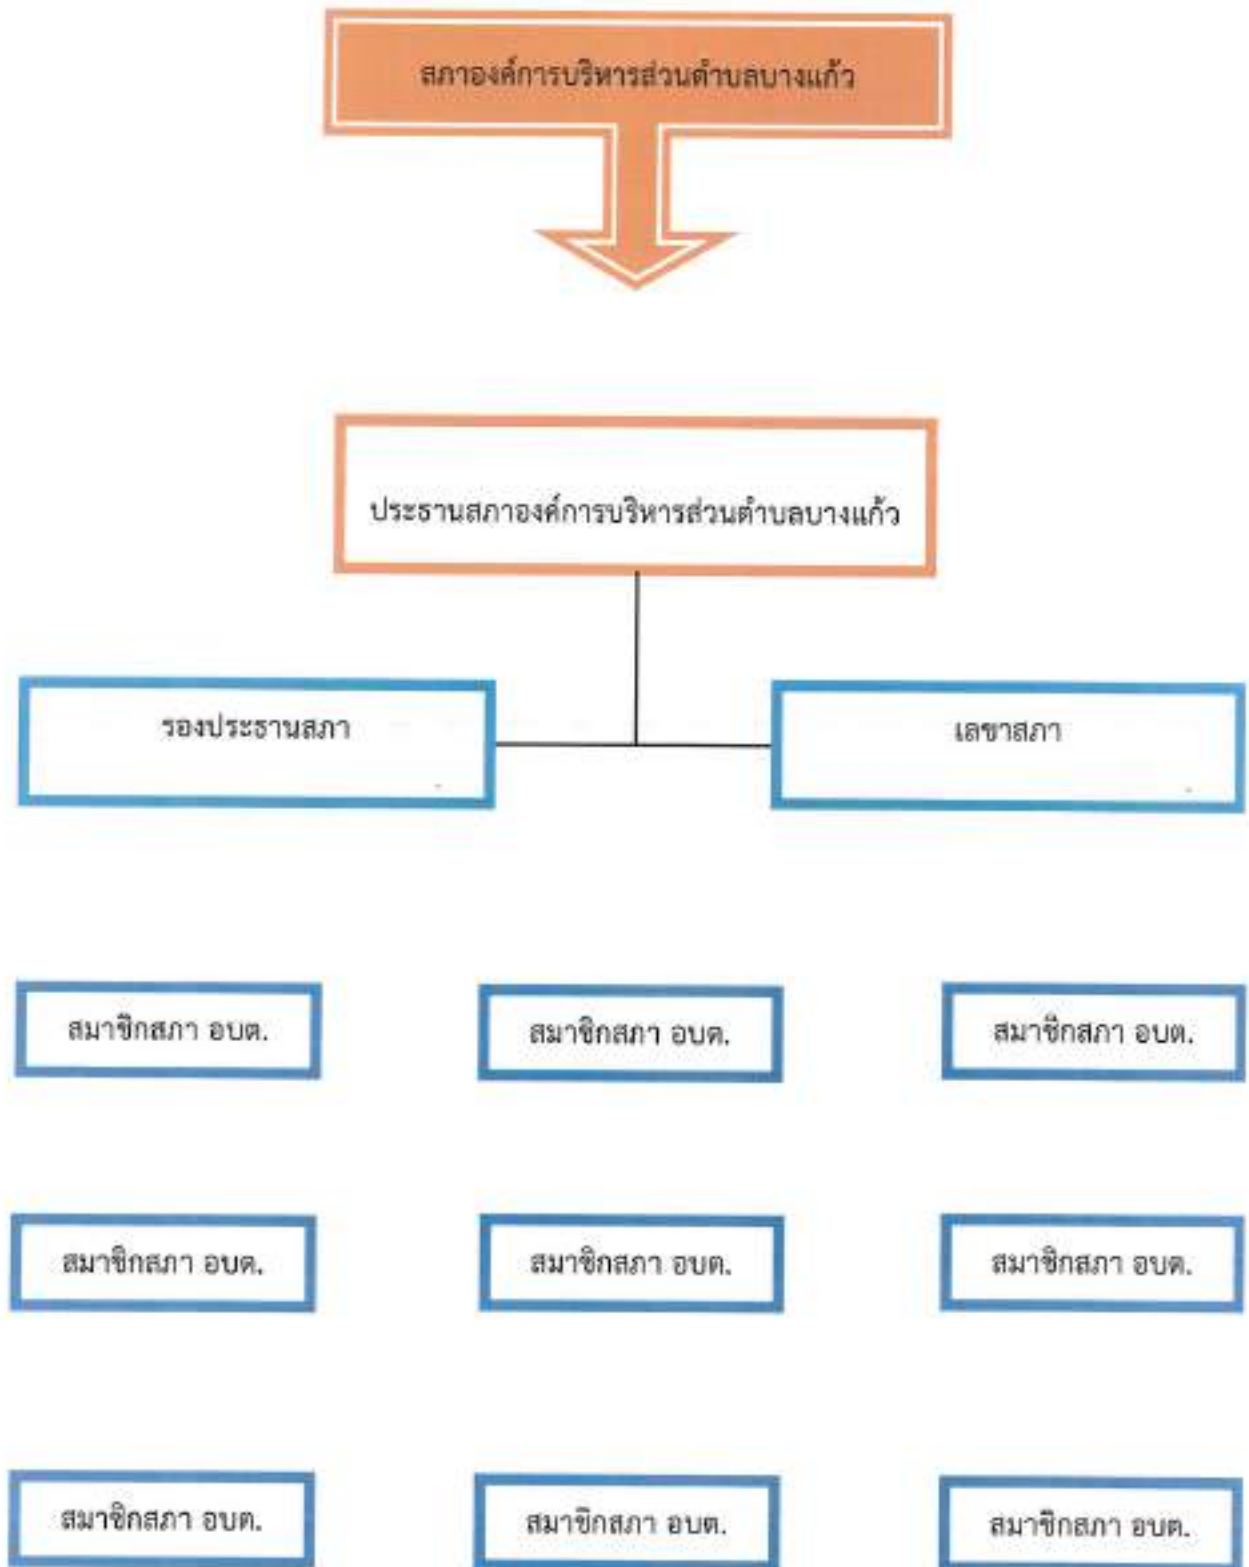 สภาองค์การบริหารส่วนตำบลบางแก้ว
ประธานสภาองค์การบริหารส่วนตำบลบางแก้ว
รองประธานสภา
เลขาสภา
สมาชิกสภา อบต.
สมาชิกสภา อบต.
สมาชิกสภา อบต.
สมาชิกสภา อบต.
สมาชิกสภา อบต.
สมาชิกสภา อบต.
สมาชิกสภา อบต.
สมาชิกสภา อบต.
สมาชิกสภา อบต.